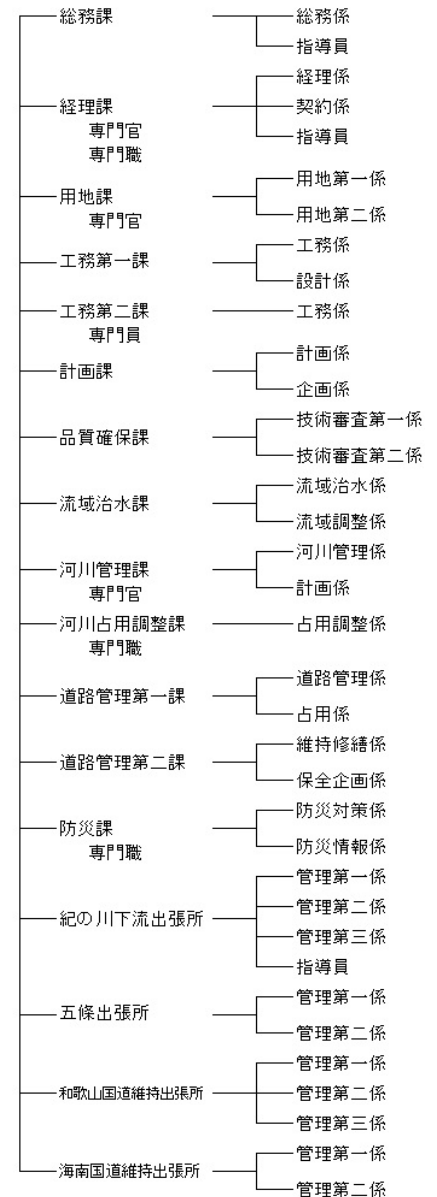 総務課
総務係
指導員
経理課
専門官
専門職
経理係
契約係
指導員
用地課
専門官
用地第一係
用地第二係
工務第一課
工務係
設計係
工務第二課
専門員
工務係
計画課
計画係
企画係
品質確保課
技術審査第一係
技術審査第二係
流域治水課
流域治水係
流域調整係
河川管理課
専門官
河川管理係
計画係
河川占用調整課
専門職
占用調整係
道路管理第一課
道路管理係
占用係
道路管理第二課
維持修繕係
保全企画係
防災課
専門職
防災対策係
防災情報係
紀の川下流出張所
管理第一係
管理第二係
管理第三係
指導員
五條出張所
管理第一係
管理第二係
和歌山国道維持出張所
管理第一係
管理第二係
管理第三係
海南国道維持出張所
管理第一係
管理第二係